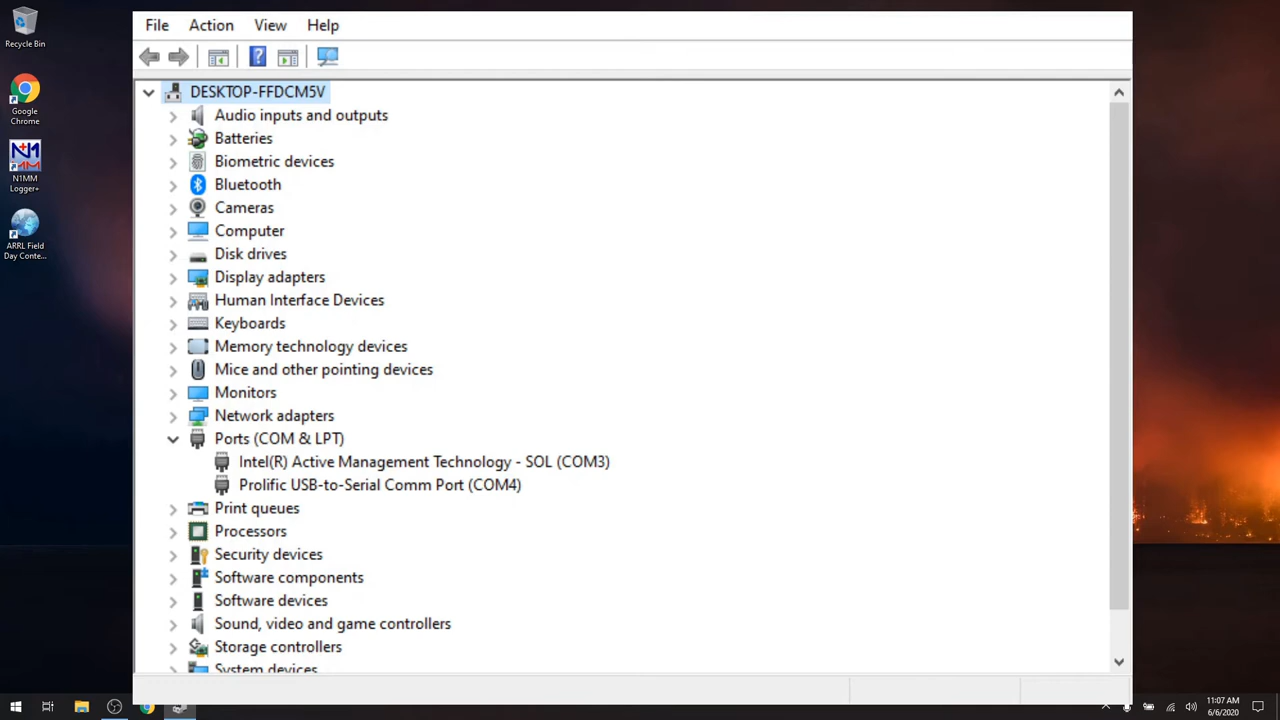 Recycle Bin
Google
Chrome
N1MM
N1MM
Logger+
ARRL Field
Day Conte...
File Action View Help
DESKTOP-FFDCM5V
Audio inputs and outputs
Batteries
Biometric devices
Bluetooth
Cameras
Computer
Disk drives
Display adapters
Human Interface Devices
Keyboards
Memory technology devices
Mice and other pointing devices
Monitors
Network adapters
Ports (COM & LPT)
Intel(R) Active Management Technology - SOL (COM3)
Prolific USB-to-Serial Comm Port (COM4)
Print queues
Processors
Security devices
Software components
Software devices
Sound, video and game controllers
Storage controllers
System devices
11:07 AM
6/6/2020